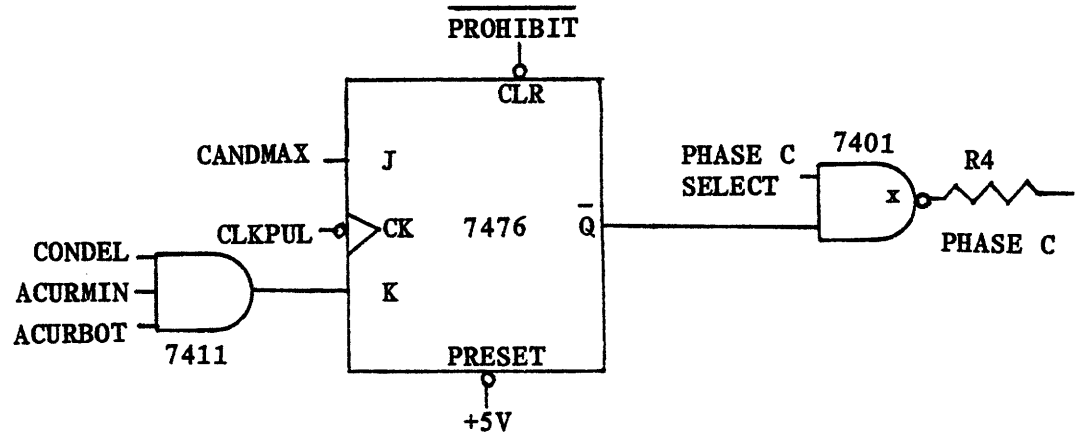 PROHIBIT
CLR
CANDMAX
J
PHASE C
SELECT
7401
x
R4
CLKPUL
CK
7476
Q
PHASE C
CONDEL
ACURMIN
ACURBOT
K
7411
PRESET
+5V